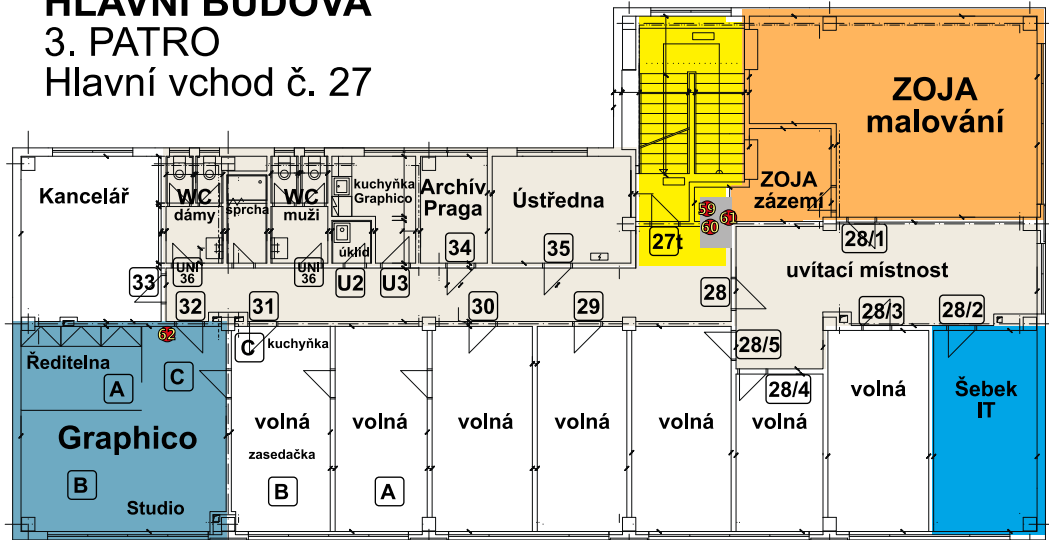 HLAVNÍ BUDOVA
3. PATRO
Hlavní vchod č. 27
ZOJA
malování
ZOJA
zázemí
Kancelář
WC
dámy
sprcha
WC
muži
kuchyňka
Graphico
úklid
Archív
Praga
Ústředna
59
60
61
27t
28/1
uvítací místnost
33
UNI
36
UNI
36
U2
U3
34
35
32
31
30
29
28
28/3
28/2
28/5
28/4
62
Ředitelna
A
C
Graphico
B
Studio
C
kuchyňka
volná
zasedačka
B
volná
A
volná
volná
volná
volná
volná
Šebek
IT